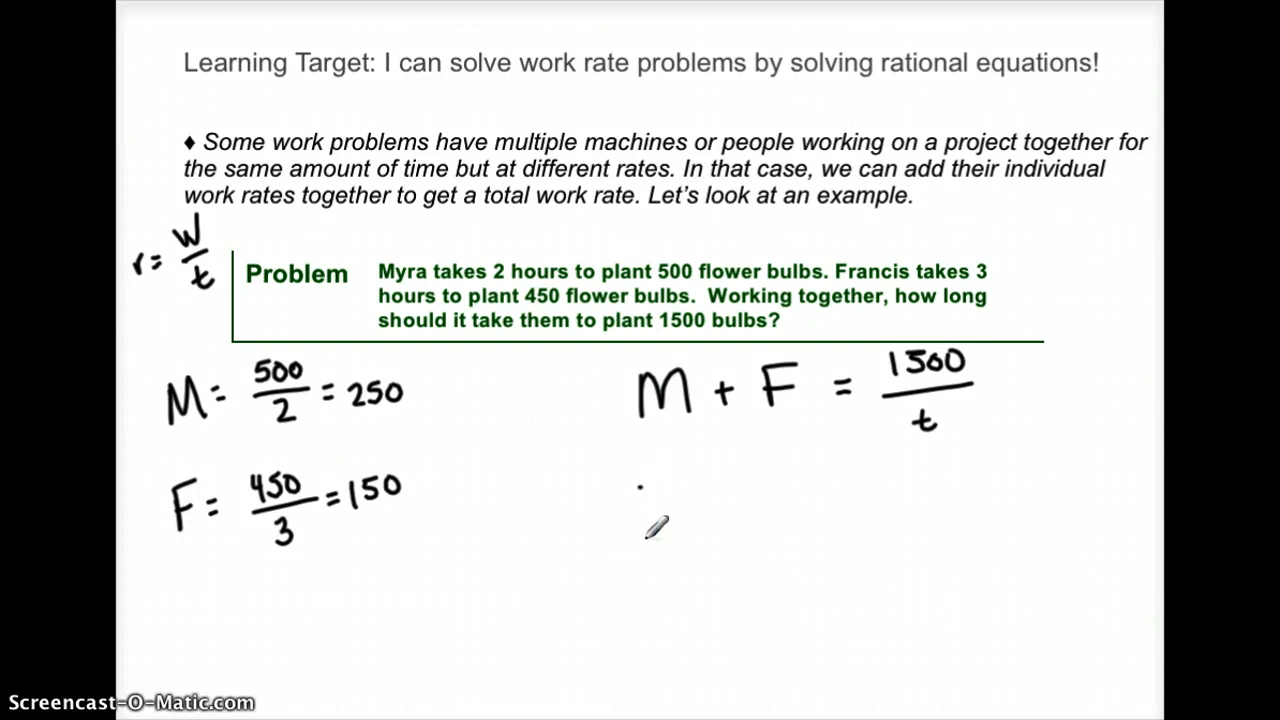 Learning Target: I can solve work rate problems by solving rational equations!
♦ Some work problems have multiple machines or people working on a project together for
the same amount of time but at different rates. In that case, we can add their individual
work rates together to get a total work rate. Let's look at an example.
r = W/t
Problem Myra takes 2 hours to plant 500 flower bulbs. Francis takes 3
hours to plant 450 flower bulbs. Working together, how long
should it take them to plant 1500 bulbs?
M = 500/2 = 250
M + F = 1500/t
F = 450/3 = 150
Screencast-O-Matic.com